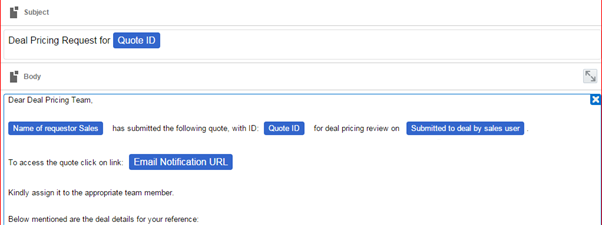 Subject
Deal Pricing Request for Quote ID
Body
Dear Deal Pricing Team,
Name of requestor Sales has submitted the following quote, with ID: Quote ID for deal pricing review on Submitted to deal by sales user .
To access the quote click on link: Email Notification URL
Kindly assign it to the appropriate team member.
Below mentioned are the deal details for your reference: